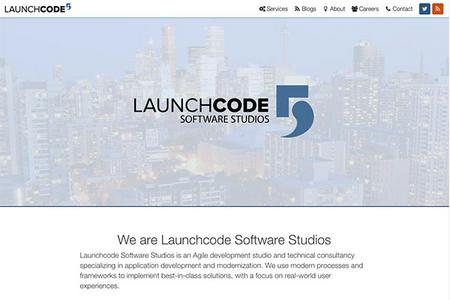 LAUNCHCODE
Services Blogs About Careers Contact
LAUNCHCODE
SOFTWARE STUDIOS
We are Launchcode Software Studios
Launchcode Software Studios is an Agile development studio and technical consultancy
specializing in application development and modernization. We use modern processes and
frameworks to implement best-in-class solutions, with a focus on real-world user
experiences.